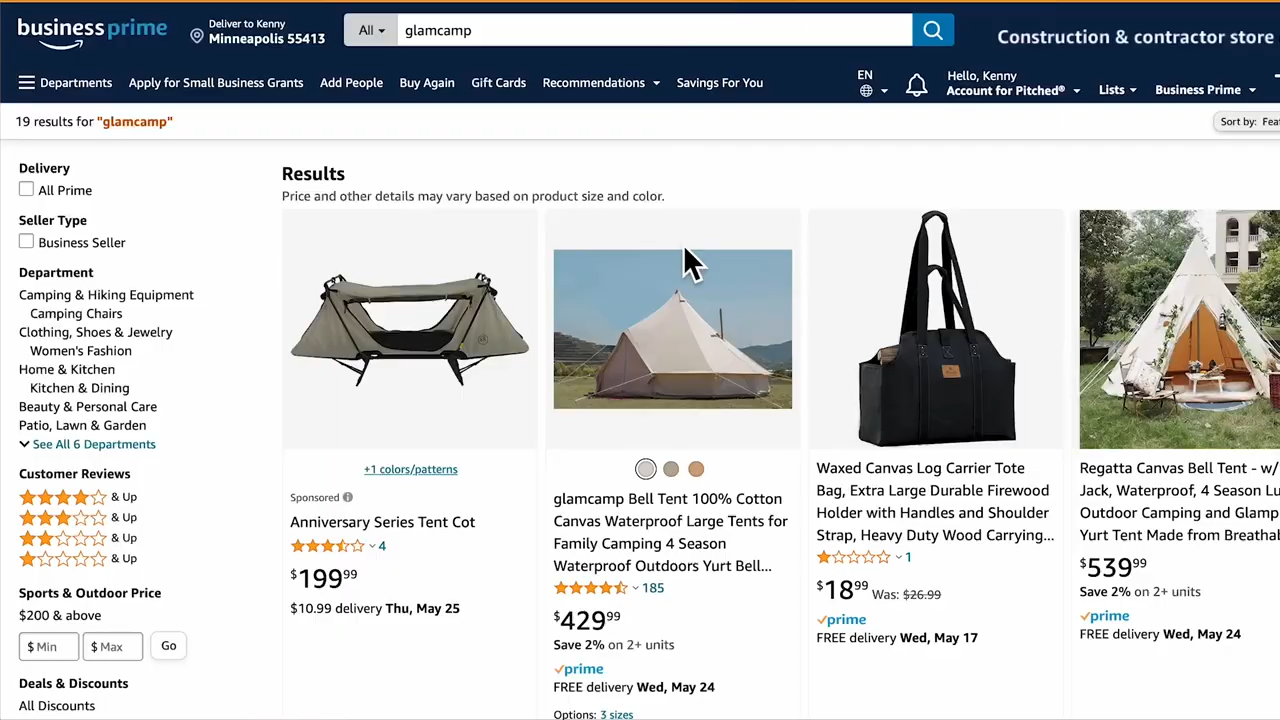 business prime
Deliver to Kenny
Minneapolis 55413
All
glamcamp
Construction & contractor store
Departments
Apply for Small Business Grants
Add People
Buy Again
Gift Cards
Recommendations
Savings For You
EN
Hello, Kenny
Account for Pitched®
Lists
Business Prime
19 results for "glamcamp"
Sort by: Fea
Delivery
All Prime
Seller Type
Business Seller
Department
Camping & Hiking Equipment
Camping Chairs
Clothing, Shoes & Jewelry
Women's Fashion
Home & Kitchen
Kitchen & Dining
Beauty & Personal Care
Patio, Lawn & Garden
See All 6 Departments
Customer Reviews
& Up
& Up
& Up
& Up
Sports & Outdoor Price
$200 & above
$ Min
$ Max
Go
Deals & Discounts
All Discounts
Results
Price and other details may vary based on product size and color.
+1 colors/patterns
Sponsored
Anniversary Series Tent Cot
4
$199.99
$10.99 delivery Thu, May 25
glamcamp Bell Tent 100% Cotton
Canvas Waterproof Large Tents for
Family Camping 4 Season
Waterproof Outdoors Yurt Bell...
185
$429.99
Save 2% on 2+ units
prime
FREE delivery Wed, May 24
Options: 3 sizes
Waxed Canvas Log Carrier Tote
Bag, Extra Large Durable Firewood
Holder with Handles and Shoulder
Strap, Heavy Duty Wood Carrying...
1
$18.99 Was: $26.99
prime
FREE delivery Wed, May 17
Regatta Canvas Bell Tent - w/
Jack, Waterproof, 4 Season Lu
Outdoor Camping and Glamp
Yurt Tent Made from Breathab
$539.99
Save 2% on 2+ units
prime
FREE delivery Wed, May 24